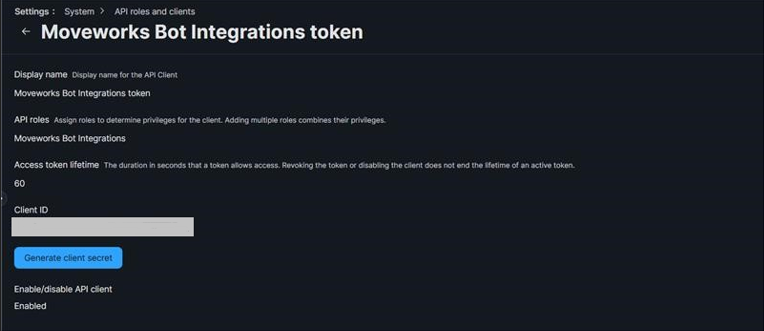 Settings : System > API roles and clients
← Moveworks Bot Integrations token
Display name Display name for the API Client
Moveworks Bot Integrations token
API roles Assign roles to determine privileges for the client. Adding multiple roles combines their privileges.
Moveworks Bot Integrations
Access token lifetime The duration in seconds that a token allows access. Revoking the token or disabling the client does not end the lifetime of an active token.
60
Client ID
Generate client secret
Enable/disable API client
Enabled